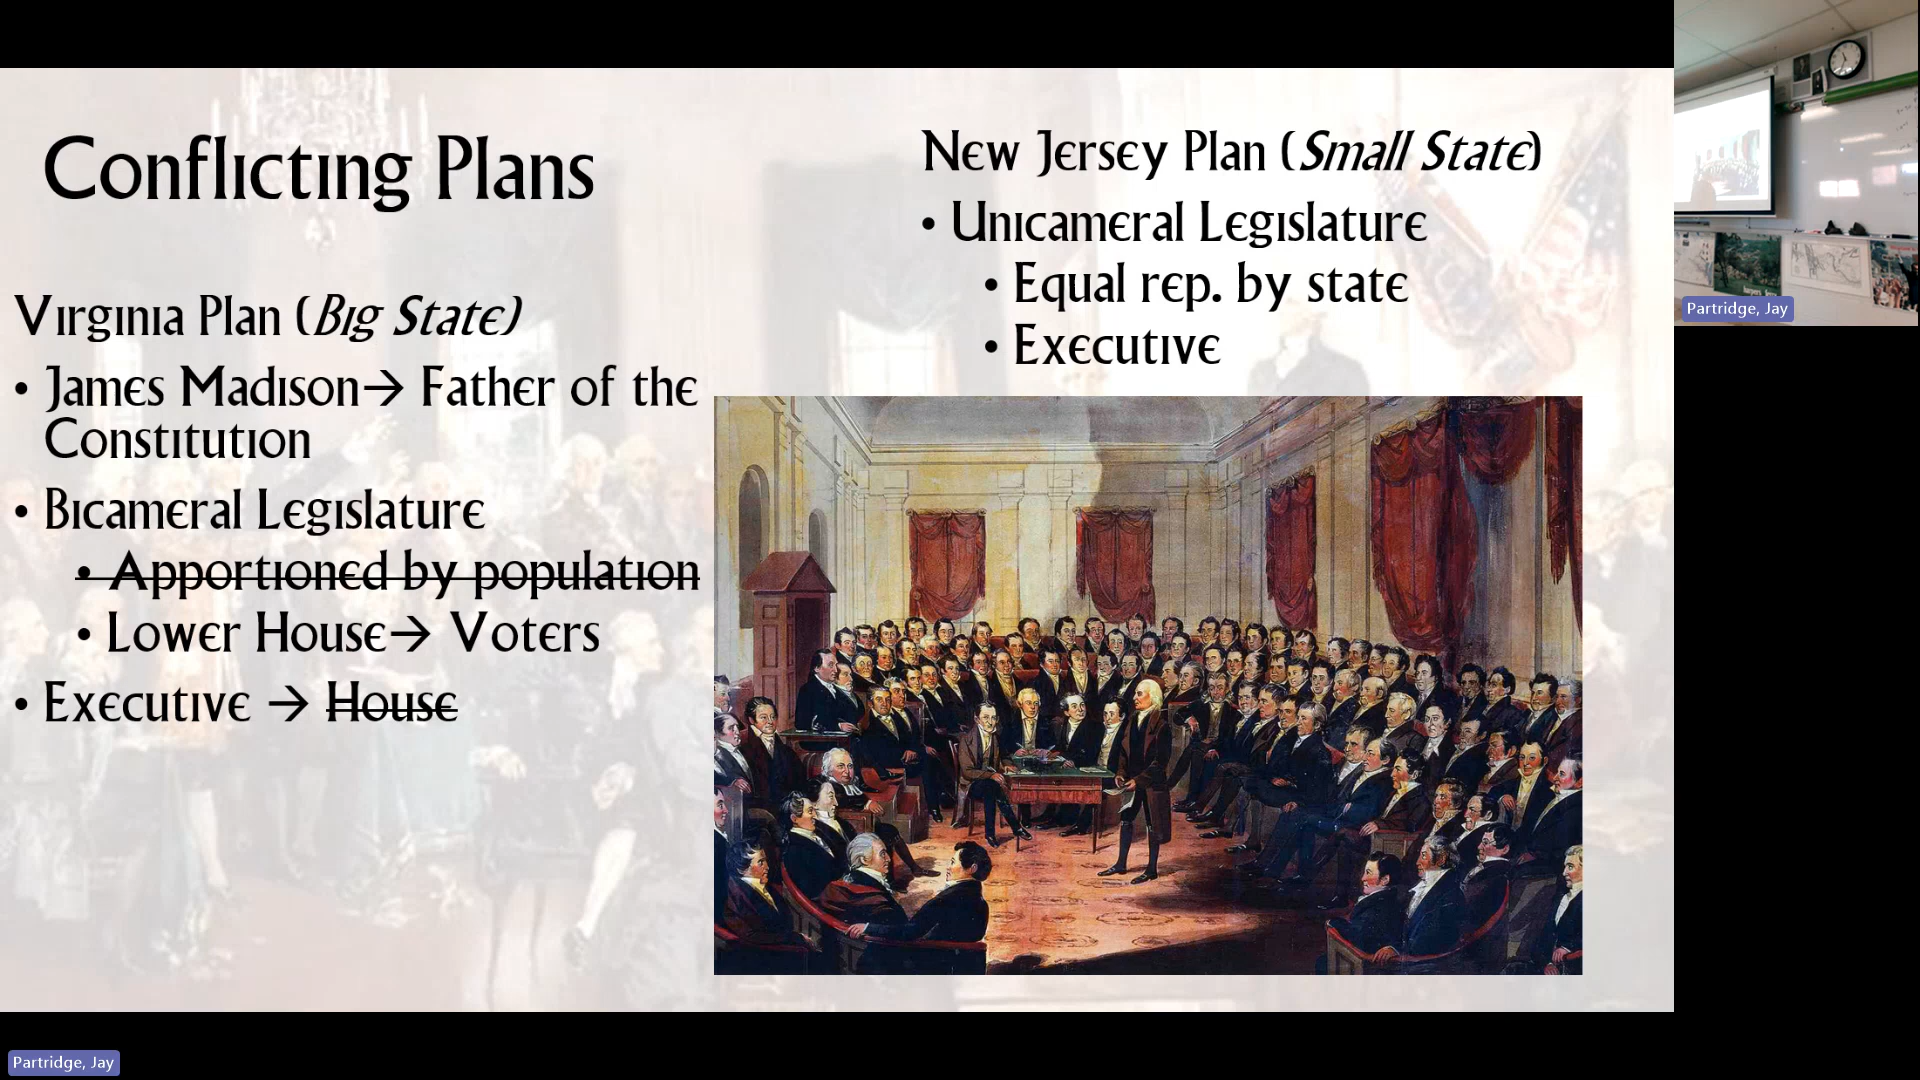 Conflicting Plans
Virginia Plan (Big State)
• James Madison→ Father of the
Constitution
• Bicameral Legislature
• Apportioned by population
• Lower House→ Voters
• Executive → House
New Jersey Plan (Small State)
• Unicameral Legislature
• Equal rep. by state
• Executive
Partridge, Jay
Partridge, Jay